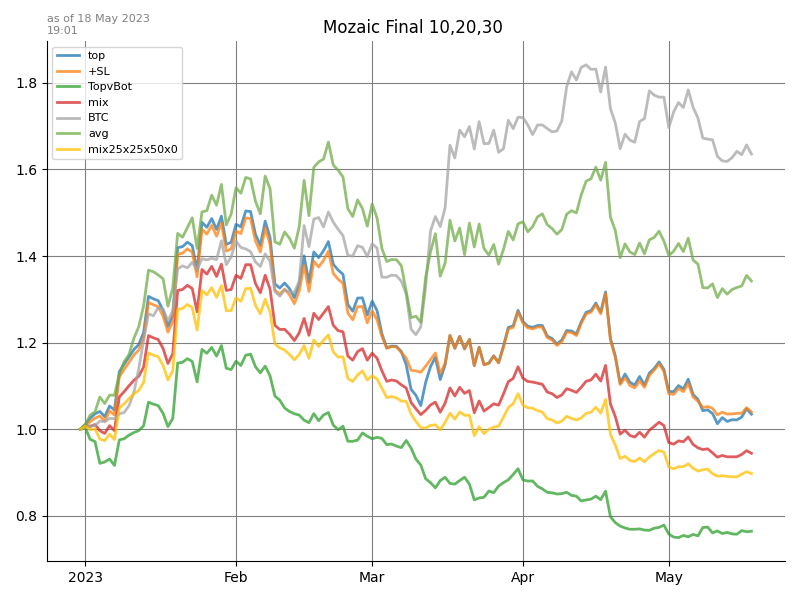 as of 18 May 2023
19:01
Mozaic Final 10,20,30
top
+SL
TopvBot
mix
BTC
avg
mix25x25x50x0
1.8
1.6
1.4
1.2
1.0
0.8
2023
Feb
Mar
Apr
May